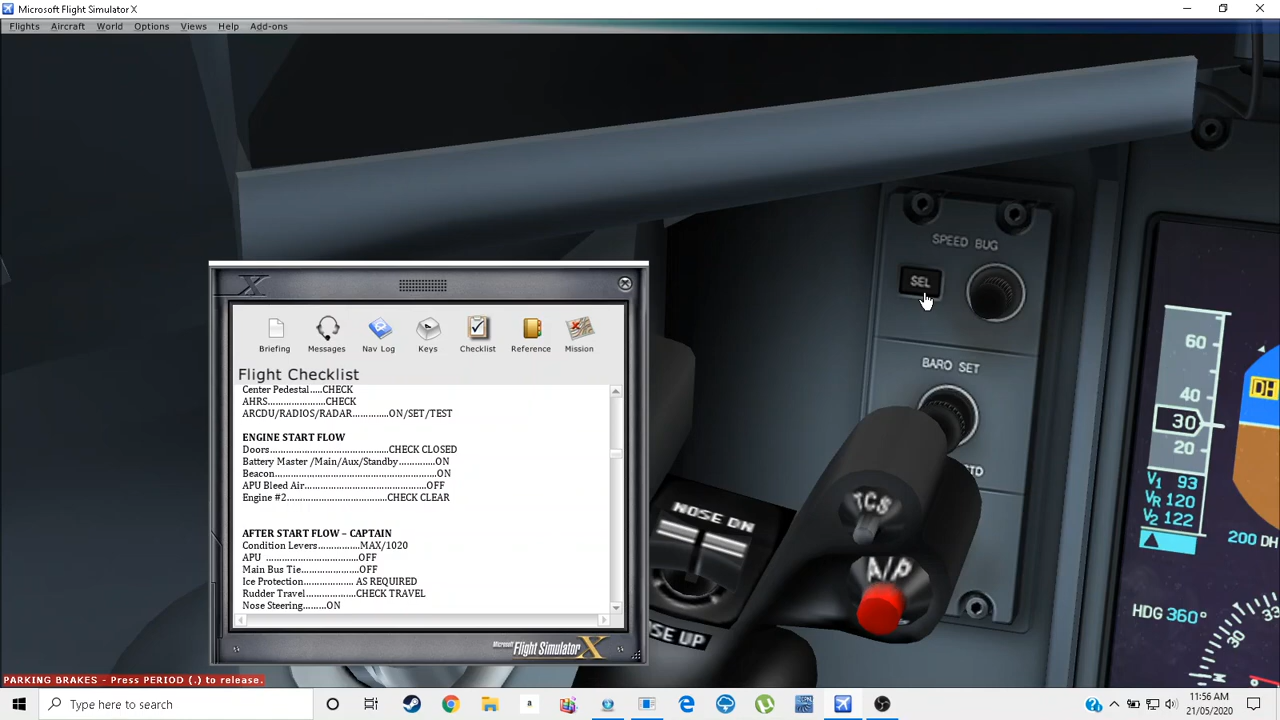 Microsoft Flight Simulator X
Flights Aircraft World Options Views Help Add-ons
SPEED BUG
SEL
BARO SET
Briefing Messages Nav Log Keys Checklist Reference Mission
Flight Checklist
Center Pedestal.....CHECK
AHRS.....................CHECK
ARCDU/RADIOS/RADAR............ON/SET/TEST
ENGINE START FLOW
Doors..........................................CHECK CLOSED
Battery Master /Main/Aux/Standby.............ON
Beacon..........................................................ON
APU Bleed Air.......................................OFF
Engine #2......................................CHECK CLEAR
AFTER START FLOW – CAPTAIN
Condition Levers...............MAX/1020
APU ...............................OFF
Main Bus Tie......................OFF
Ice Protection.................. AS REQUIRED
Rudder Travel...................CHECK TRAVEL
Nose Steering.........ON
Microsoft Flight Simulator X
NOSE DN
TCS
A/P
60
40
30
20
V1 93
VR 120
V2 122
DH
200 DH
HDG 360°
33
30
PARKING BRAKES - Press PERIOD (.) to release.
Type here to search
a
11:56 AM
21/05/2020